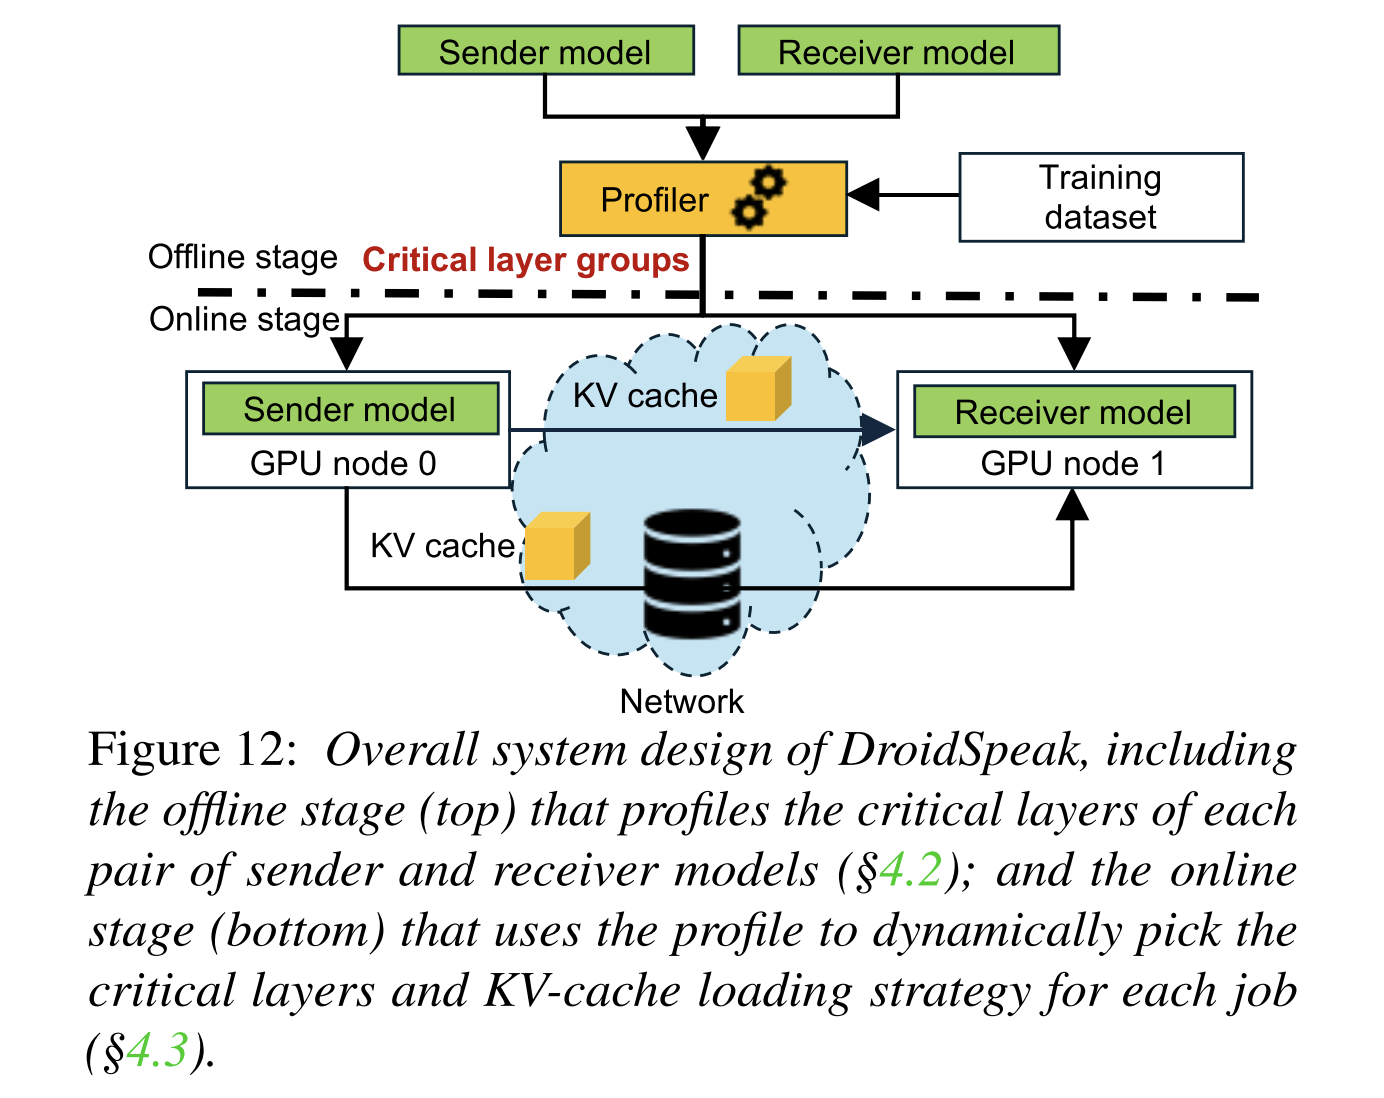 Sender model
Receiver model
Profiler
Training
dataset
Offline stage
Critical layer groups
Online stage
KV cache
Sender model
Receiver model
GPU node 0
GPU node 1
KV cache
Network
Figure 12: Overall system design of DroidSpeak, including
the offline stage (top) that profiles the critical layers of each
pair of sender and receiver models (§4.2); and the online
stage (bottom) that uses the profile to dynamically pick the
critical layers and KV-cache loading strategy for each job
(§4.3).